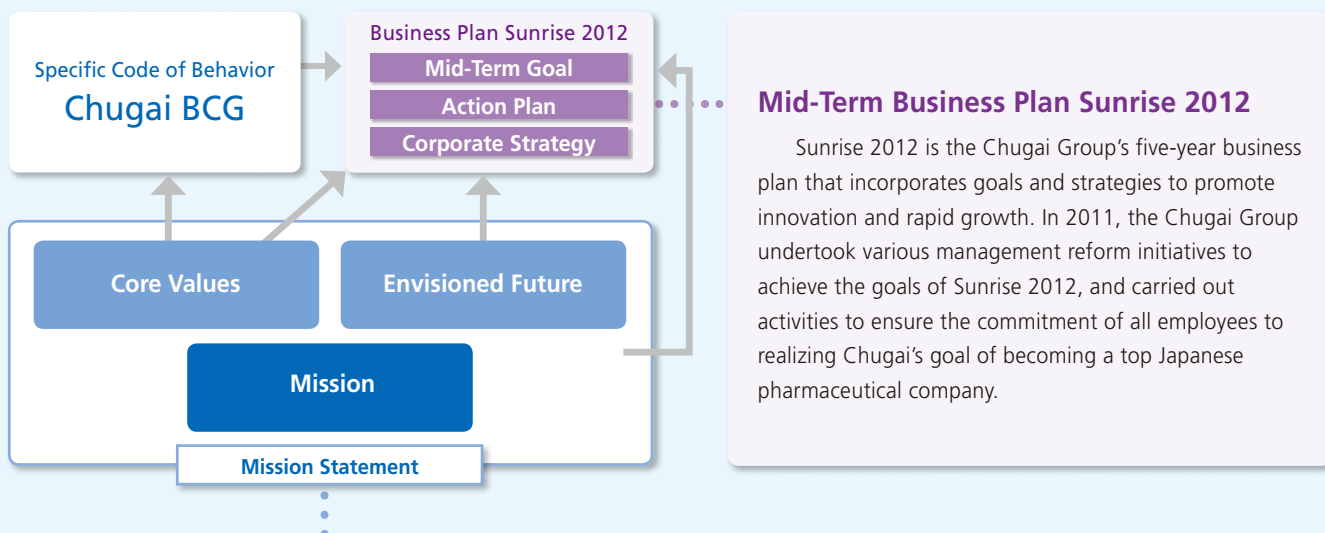 Specific Code of Behavior
Chugai BCG
Business Plan Sunrise 2012
Mid-Term Goal
Action Plan
Corporate Strategy
Core Values
Envisioned Future
Mission
Mission Statement
Mid-Term Business Plan Sunrise 2012
Sunrise 2012 is the Chugai Group’s five-year business
plan that incorporates goals and strategies to promote
innovation and rapid growth. In 2011, the Chugai Group
undertook various management reform initiatives to
achieve the goals of Sunrise 2012, and carried out
activities to ensure the commitment of all employees to
realizing Chugai’s goal of becoming a top Japanese
pharmaceutical company.